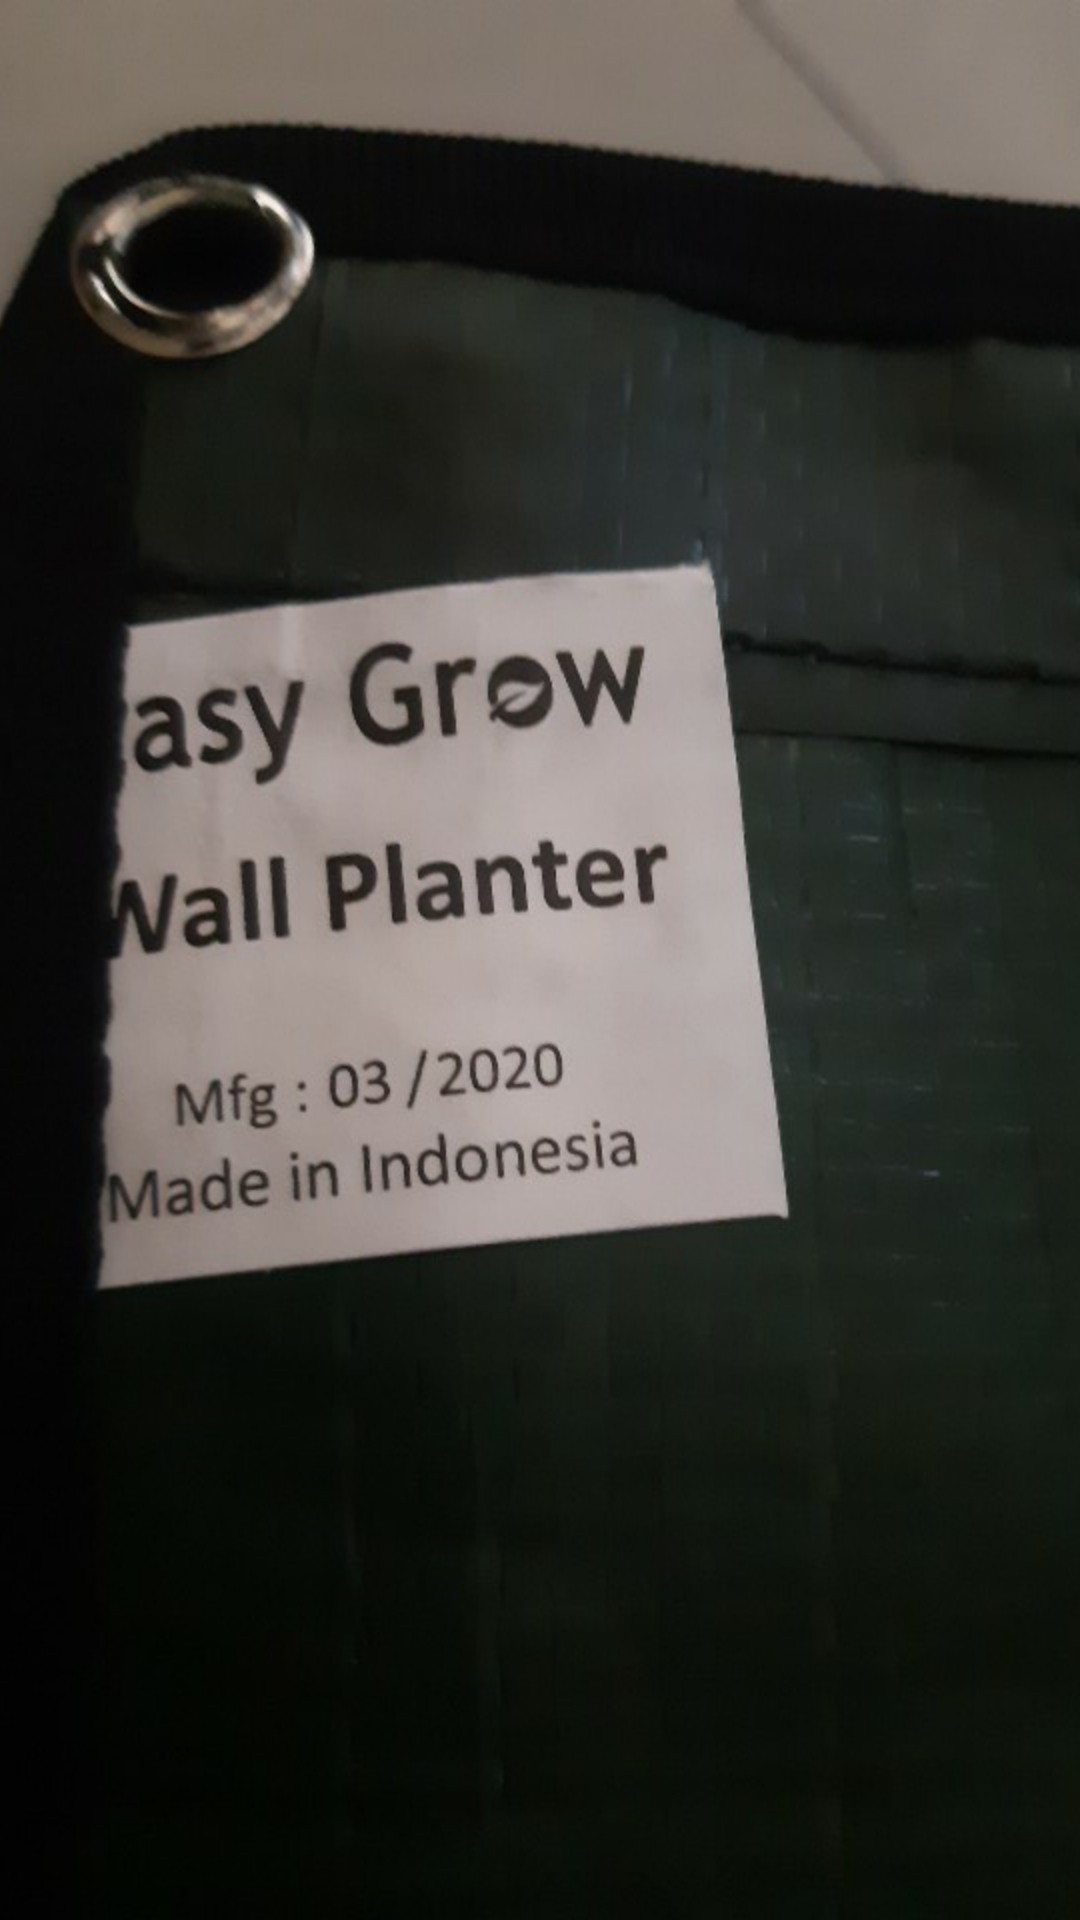 asy Grow
Wall Planter
Mfg : 03 /2020
Made in Indonesia